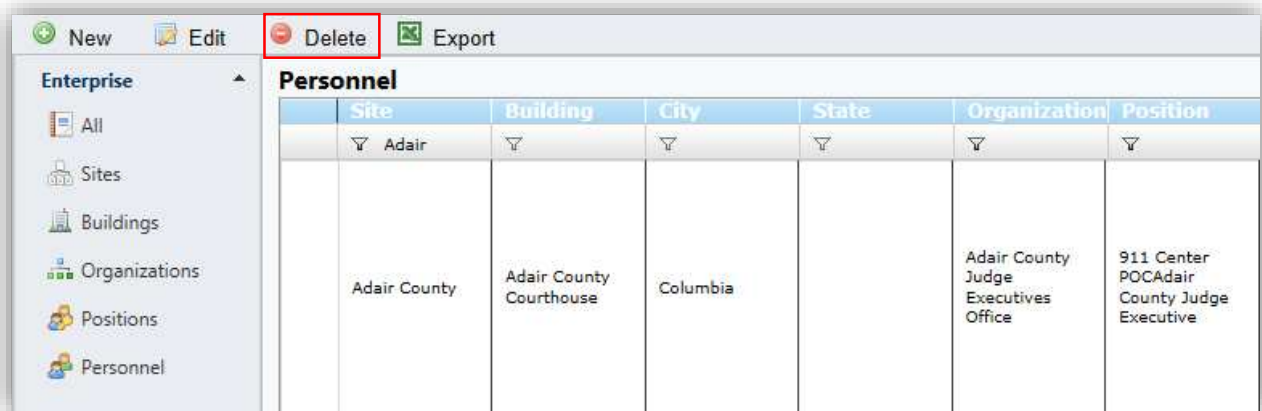 New Edit Delete Export
Enterprise
All
Sites
Buildings
Organizations
Positions
Personnel
Personnel
Site Building City State Organization Position
Adair
Adair County
Adair County
Courthouse
Columbia
Adair County
Judge
Executives
Office
911 Center
POCAdair
County Judge
Executive